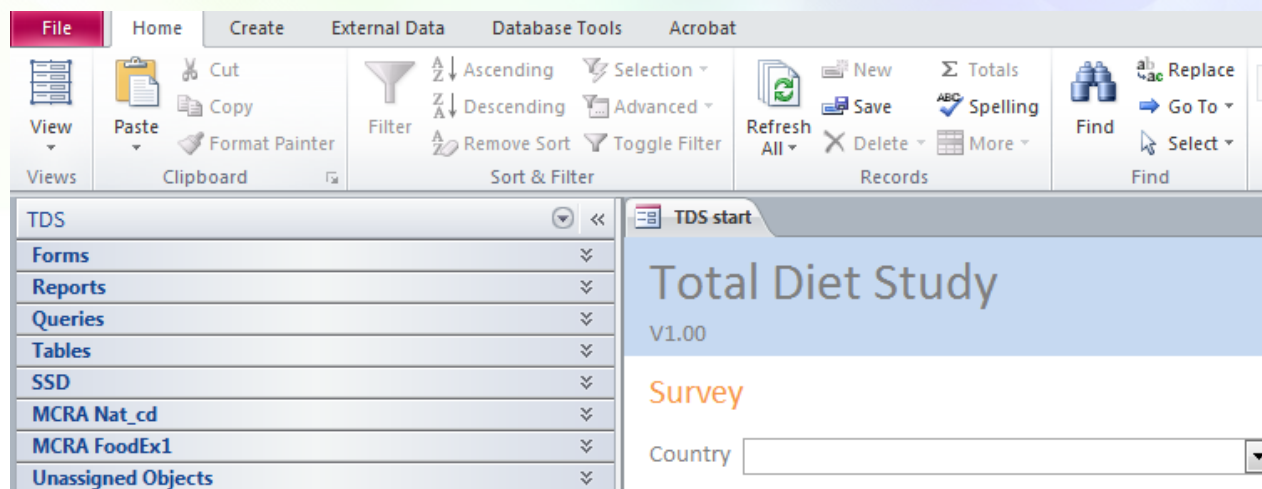 File Home Create External Data Database Tools Acrobat
View
Views
Paste
Cut
Copy
Format Painter
Clipboard
Filter
Ascending
Descending
Remove Sort
Selection
Advanced
Toggle Filter
Sort & Filter
Refresh
All
New
Save
Delete
Totals
Spelling
More
Records
Find
Replace
Go To
Select
Find
TDS
Forms
Reports
Queries
Tables
SSD
MCRA Nat_cd
MCRA FoodEx1
Unassigned Objects
TDS start
Total Diet Study
V1.00
Survey
Country